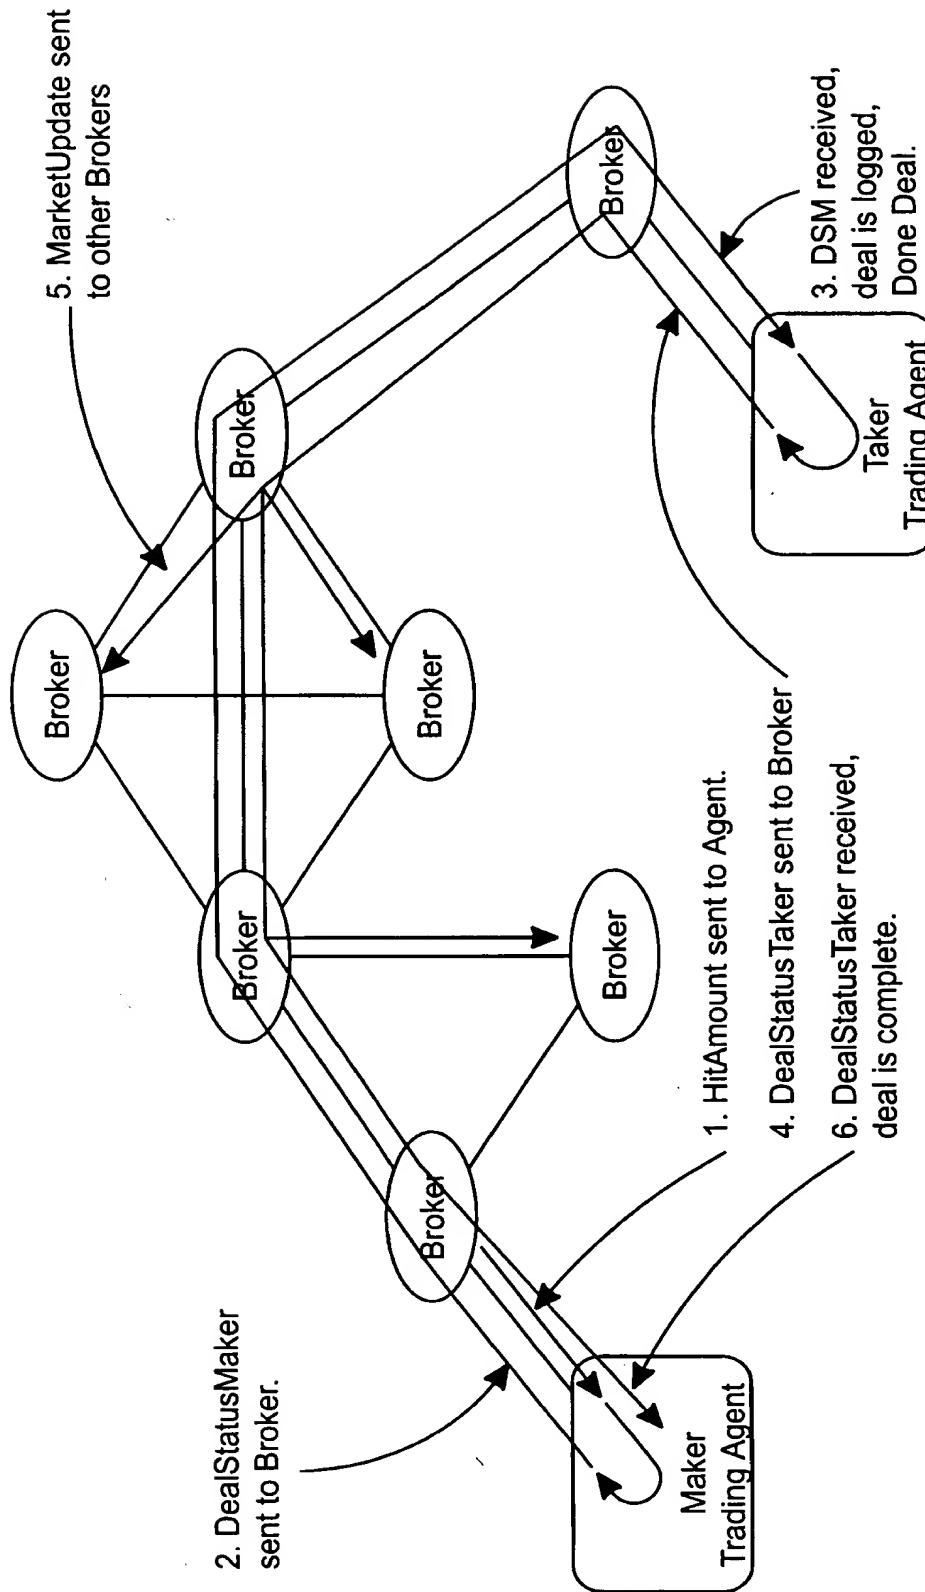 5. MarketUpdate sent
to other Brokers
Broker
Broker
Broker
Broker
Broker
Broker
Broker
2. DealStatusMaker
sent to Broker.
1. HitAmount sent to Agent.
4. DealStatusTaker sent to Broker
6. DealStatusTaker received,
deal is complete.
3. DSM received,
deal is logged,
Done Deal.
Maker
Trading Agent
Taker
Trading Agent